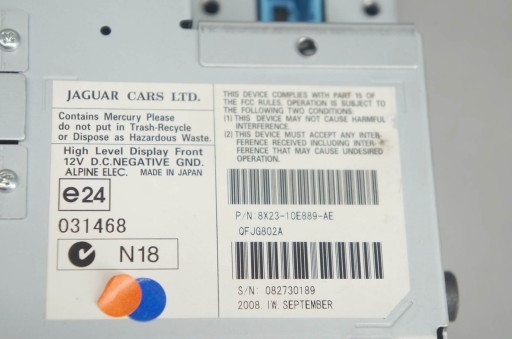 JAGUAR CARS LTD.
Contains Mercury Please
do not put in Trash-Recycle
or Dispose as Hazardous Waste.
High Level Display Front
12V D.C.NEGATIVE GND.
ALPINE ELEC. MADE IN JAPAN
e24
031468
N18
THIS DEVICE COMPLIES WITH PART 15 OF
THE FCC RULES. OPERATION IS SUBJECT TO
THE FOLLOWING TWO CONDITIONS:
(1) THIS DEVICE MAY NOT CAUSE HARMFUL
INTERFERENCE.
(2) THIS DEVICE MUST ACCEPT ANY INTER-
FERENCE RECEIVED INCLUDING INTER-
FERENCE THAT MAY CAUSE UNDESIRED
OPERATION.
P/N:8X23-10E889-AE
QFJG802A
S/N: 082730189
2008.1W.SEPTEMBER